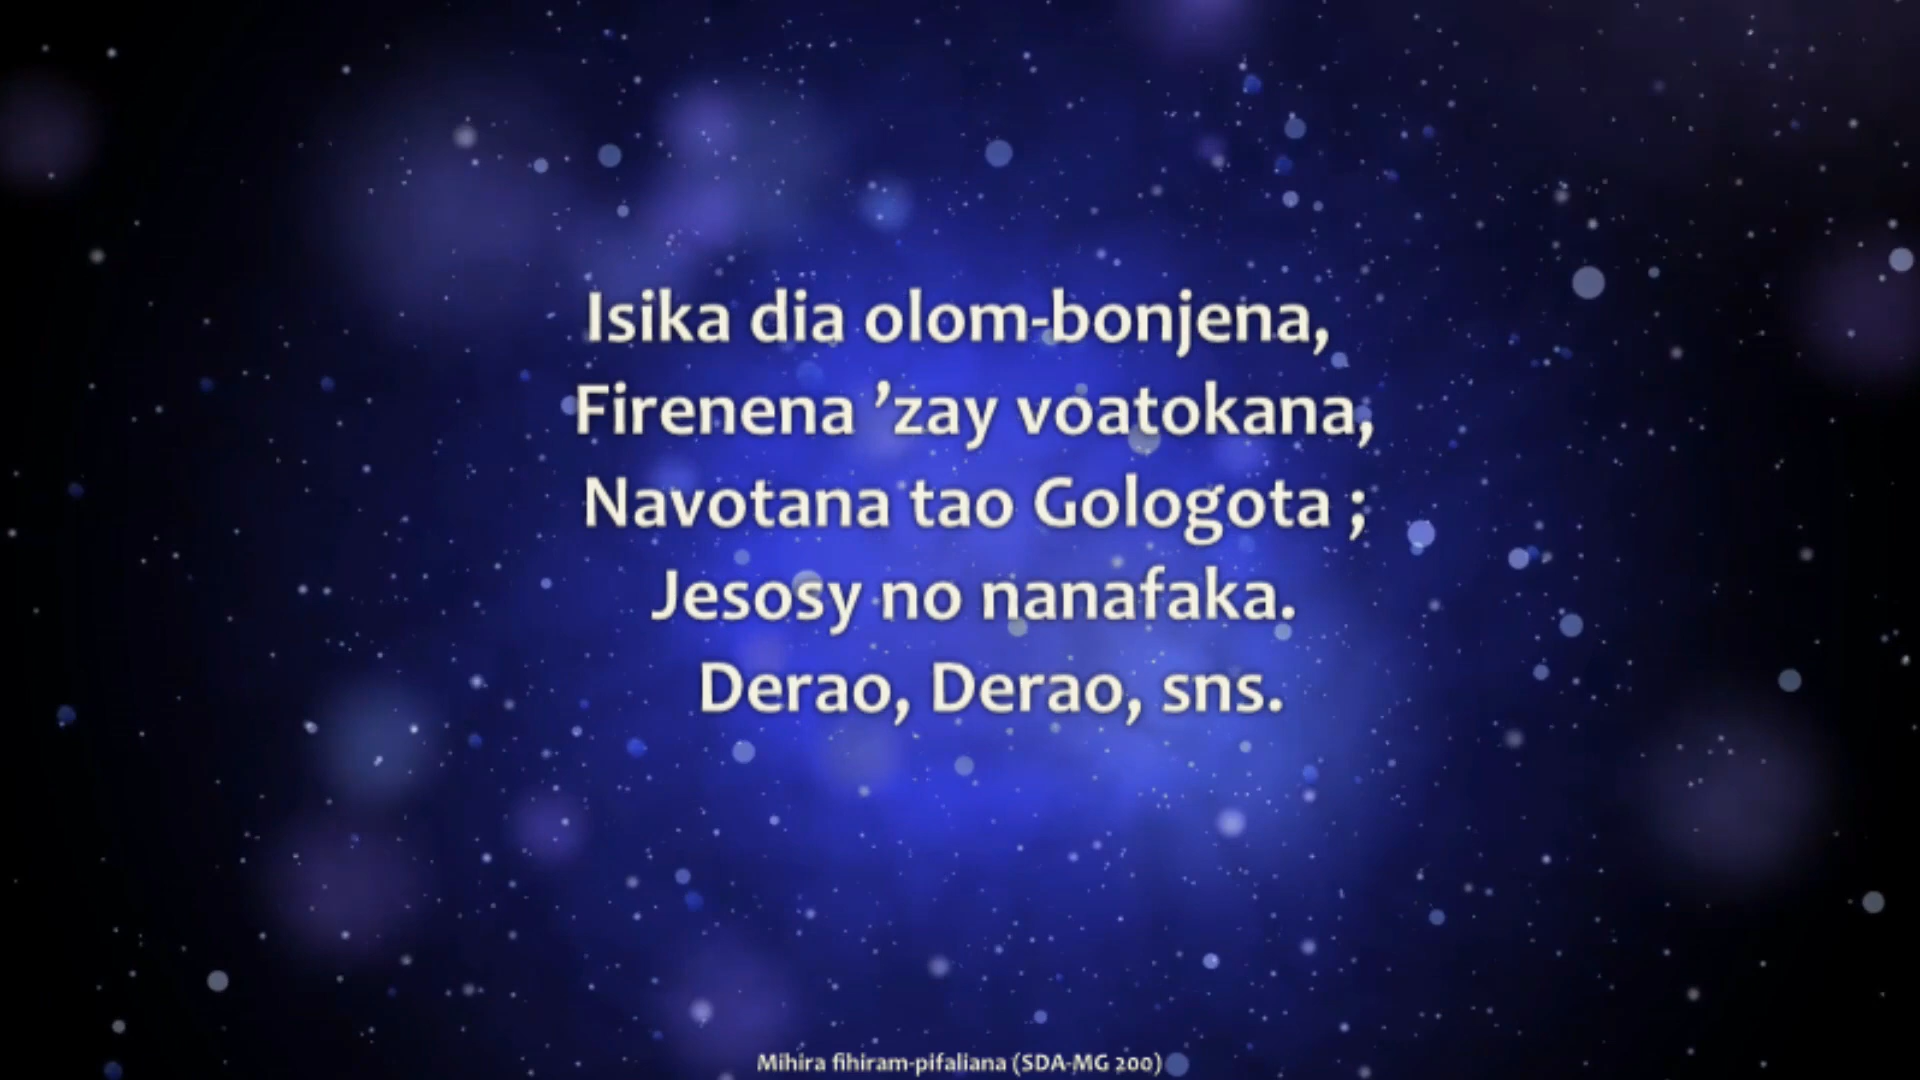 Isika dia olom-bonjena,
Firenena ’zay voatokana,
Navotana tao Gologota ;
Jesosy no nanafaka.
Derao, Derao, sns.
Mihira fihiram-pifaliana (SDA-MG 200)